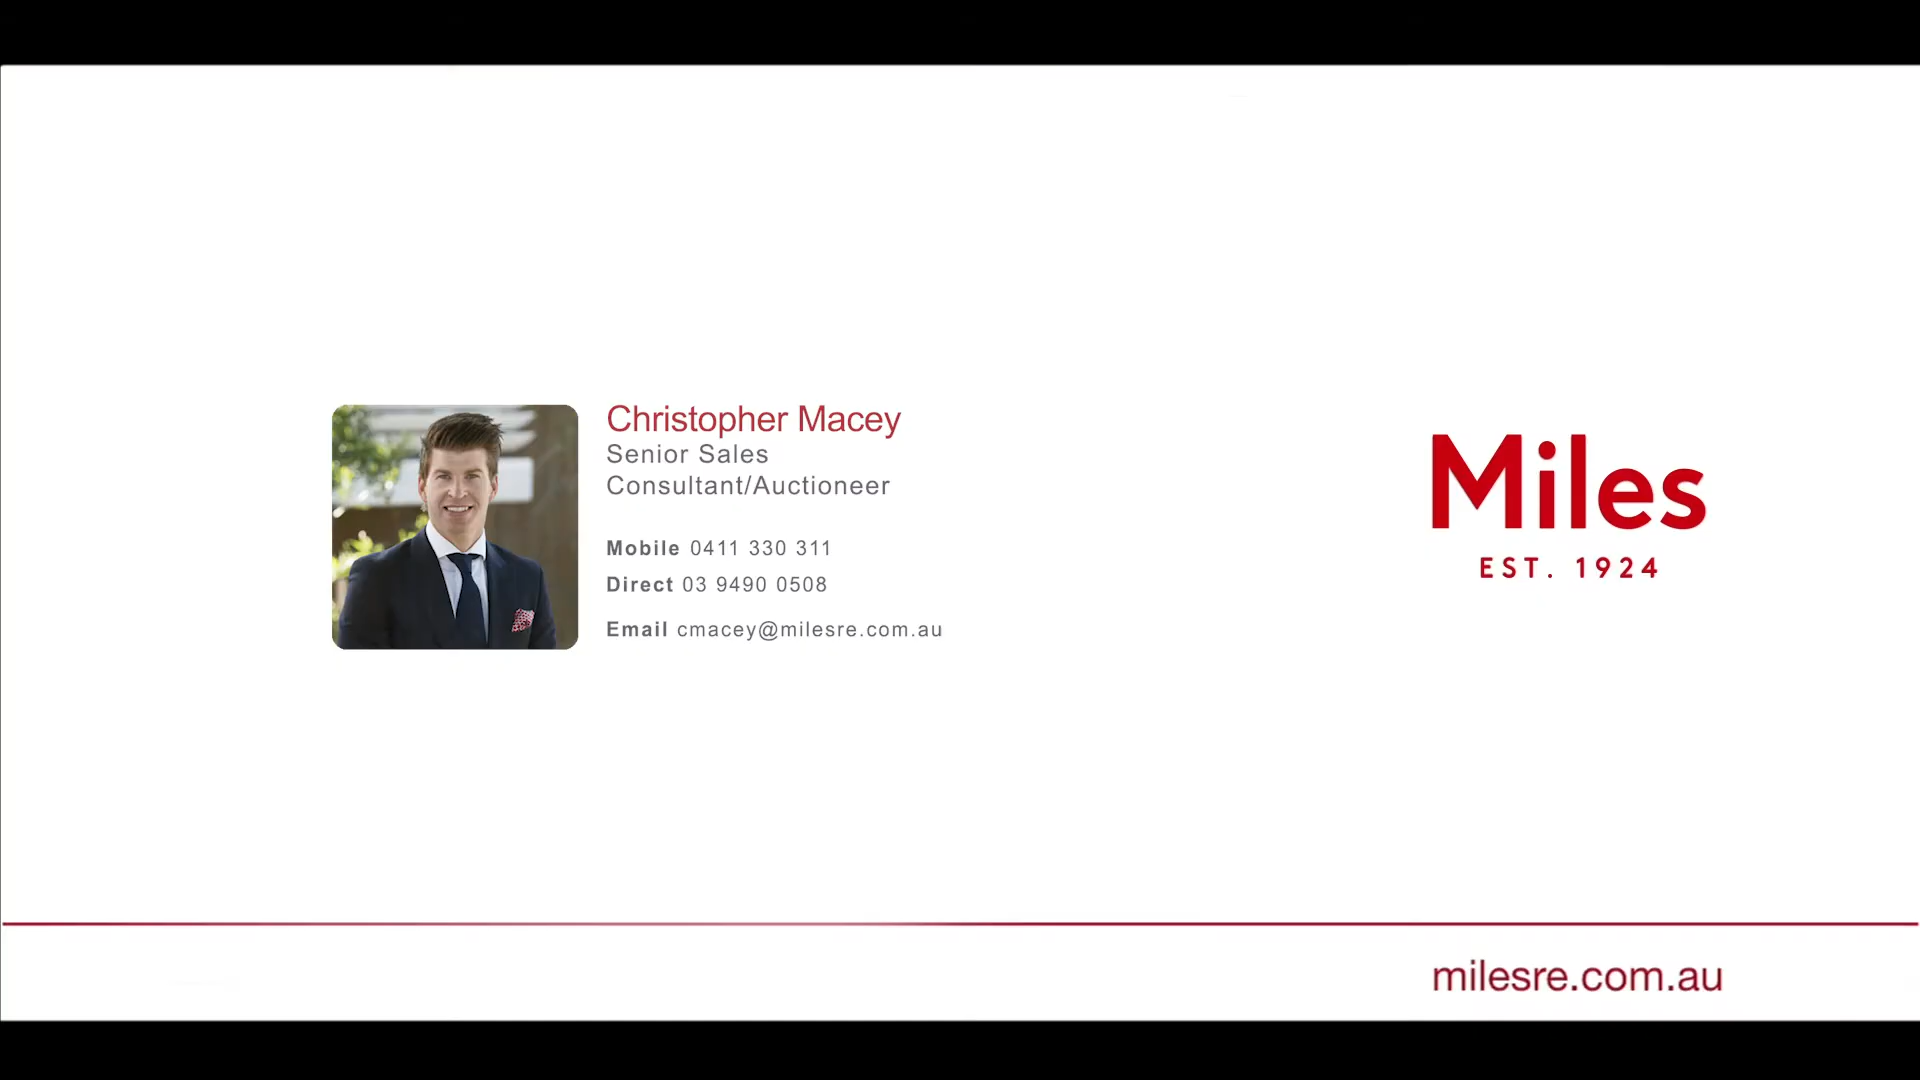 Christopher Macey
Senior Sales
Consultant/Auctioneer
Mobile 0411 330 311
Direct 03 9490 0508
Email cmacey@milesre.com.au
Miles
EST. 1924
milesre.com.au